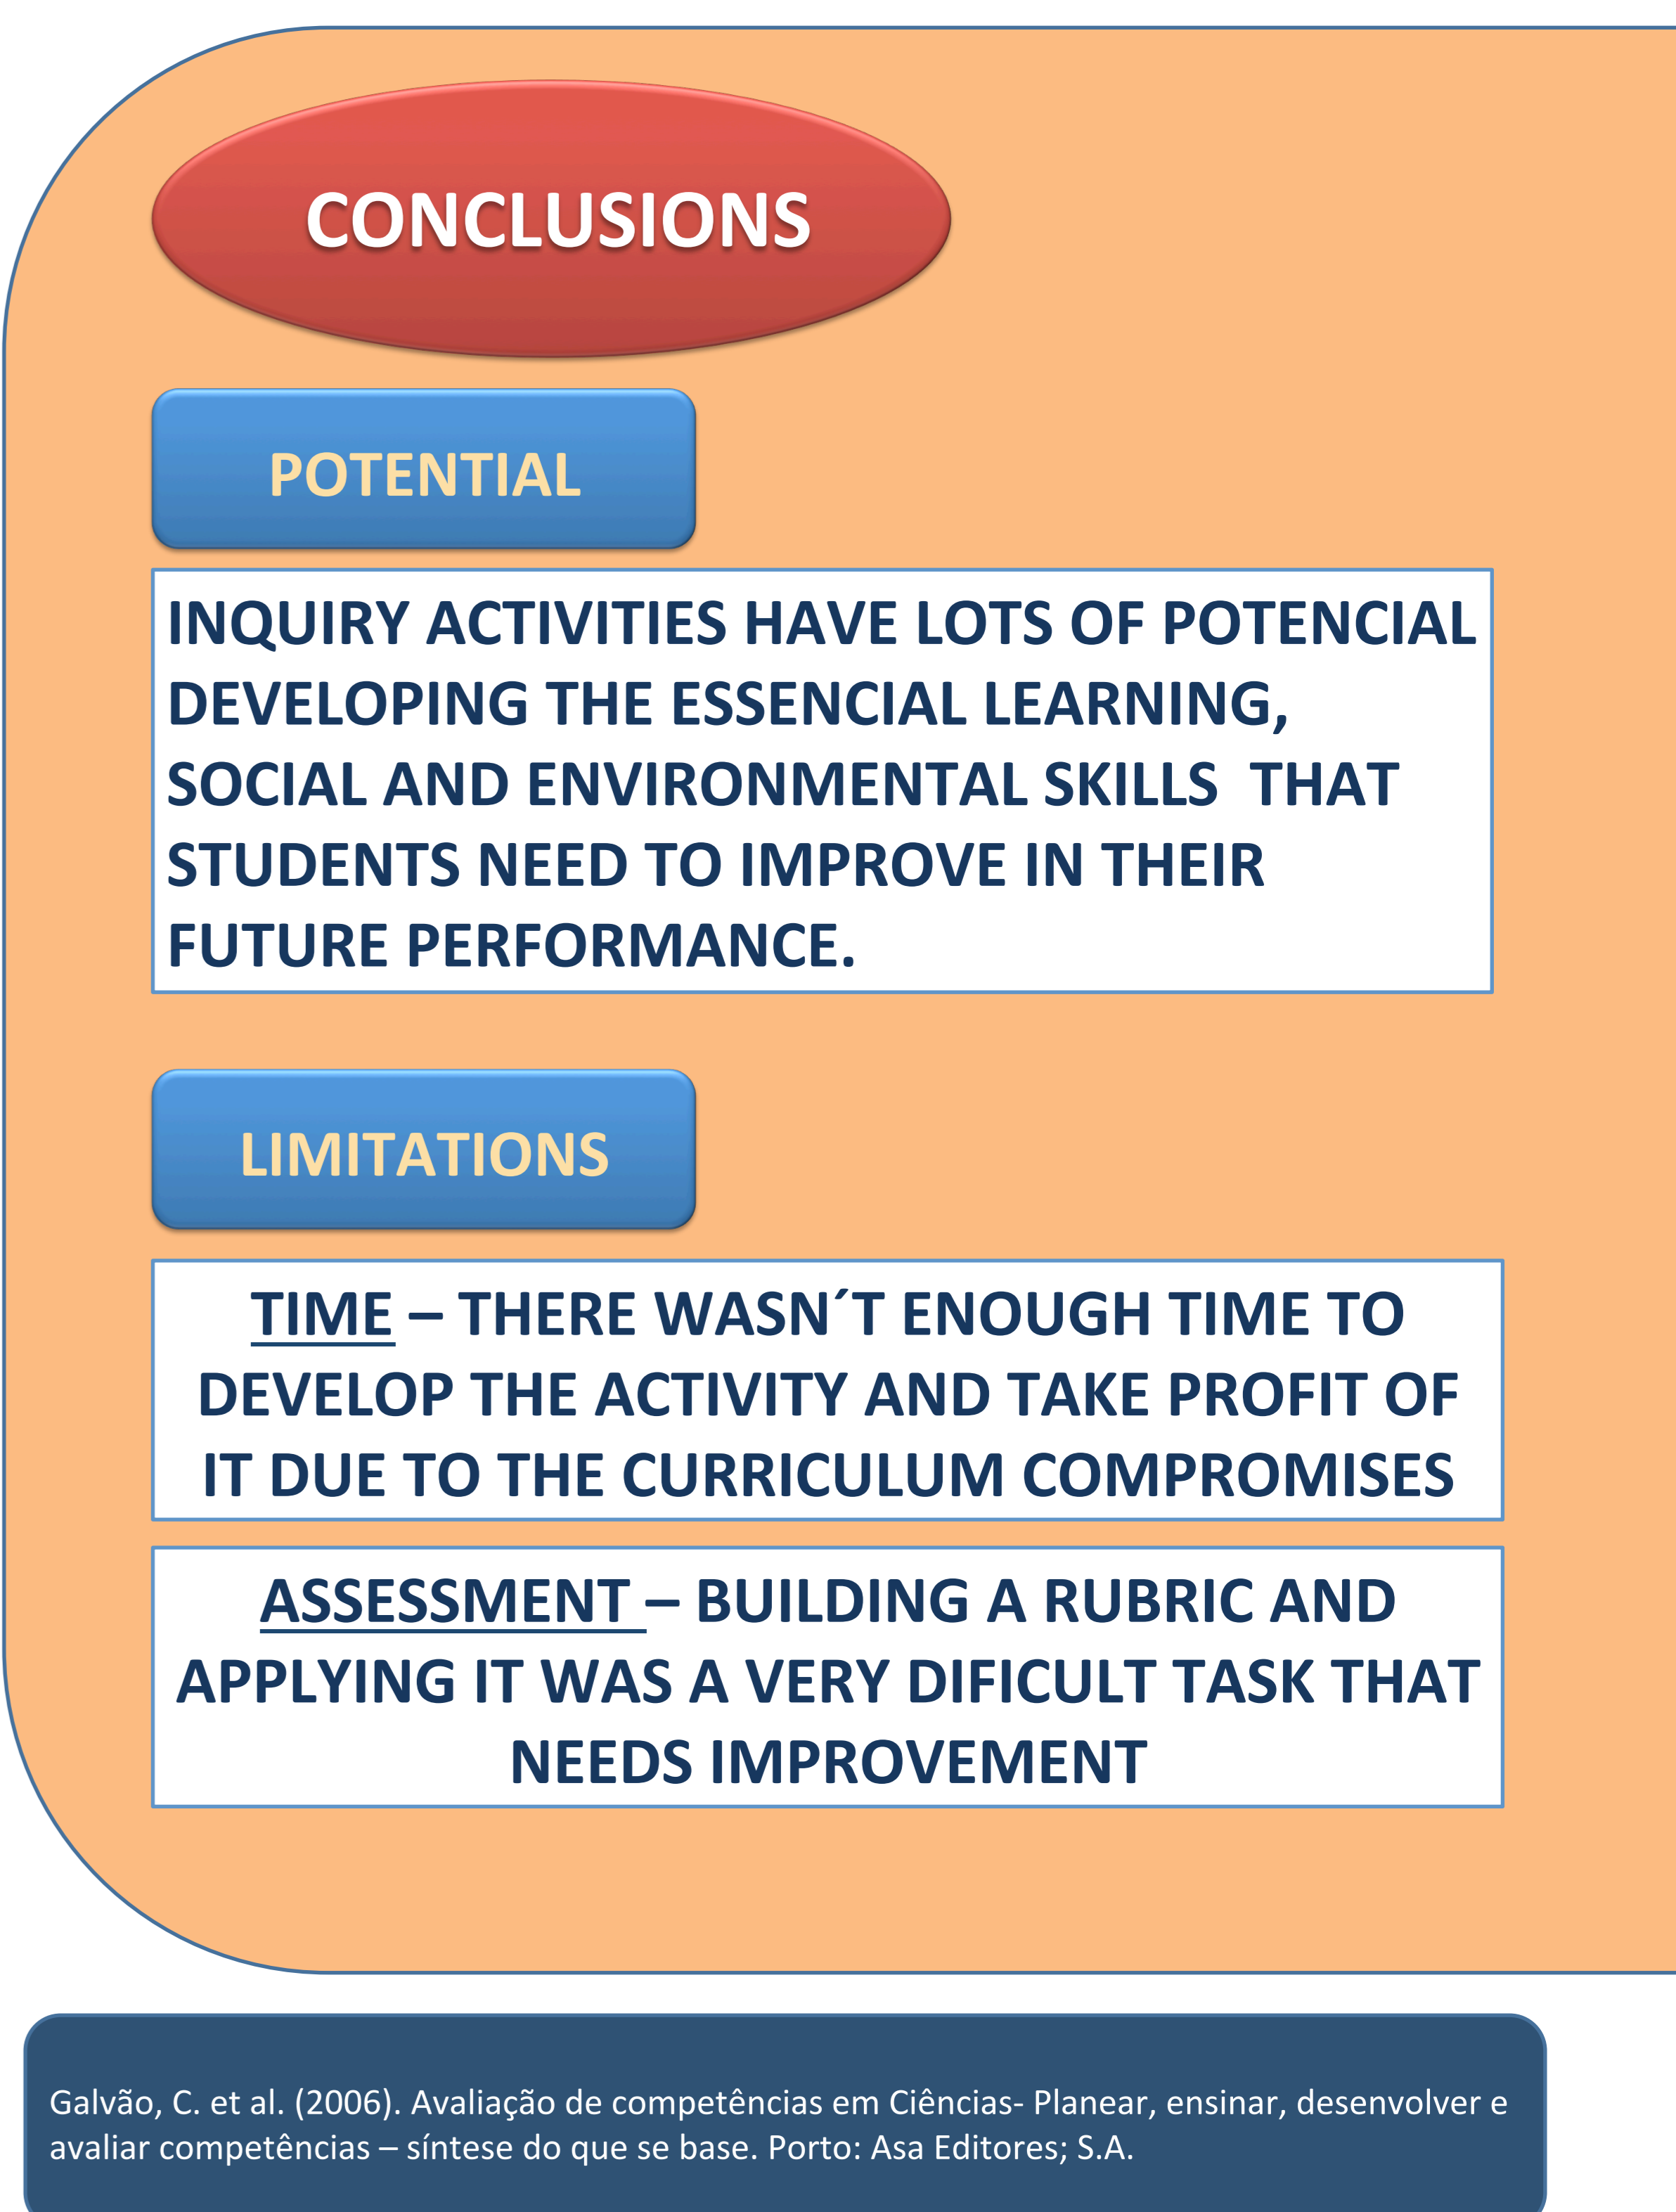 CONCLUSIONS
POTENTIAL
INQUIRY ACTIVITIES HAVE LOTS OF POTENCIAL
DEVELOPING THE ESSENCIAL LEARNING,
SOCIAL AND ENVIRONMENTAL SKILLS  THAT
STUDENTS NEED TO IMPROVE IN THEIR
FUTURE PERFORMANCE.
LIMITATIONS
TIME – THERE WASN´T ENOUGH TIME TO
DEVELOP THE ACTIVITY AND TAKE PROFIT OF
IT DUE TO THE CURRICULUM COMPROMISES
ASSESSMENT – BUILDING A RUBRIC AND
APPLYING IT WAS A VERY DIFICULT TASK THAT
NEEDS IMPROVEMENT
Galvão, C. et al. (2006). Avaliação de competências em Ciências- Planear, ensinar, desenvolver e
avaliar competências – síntese do que se base. Porto: Asa Editores; S.A.